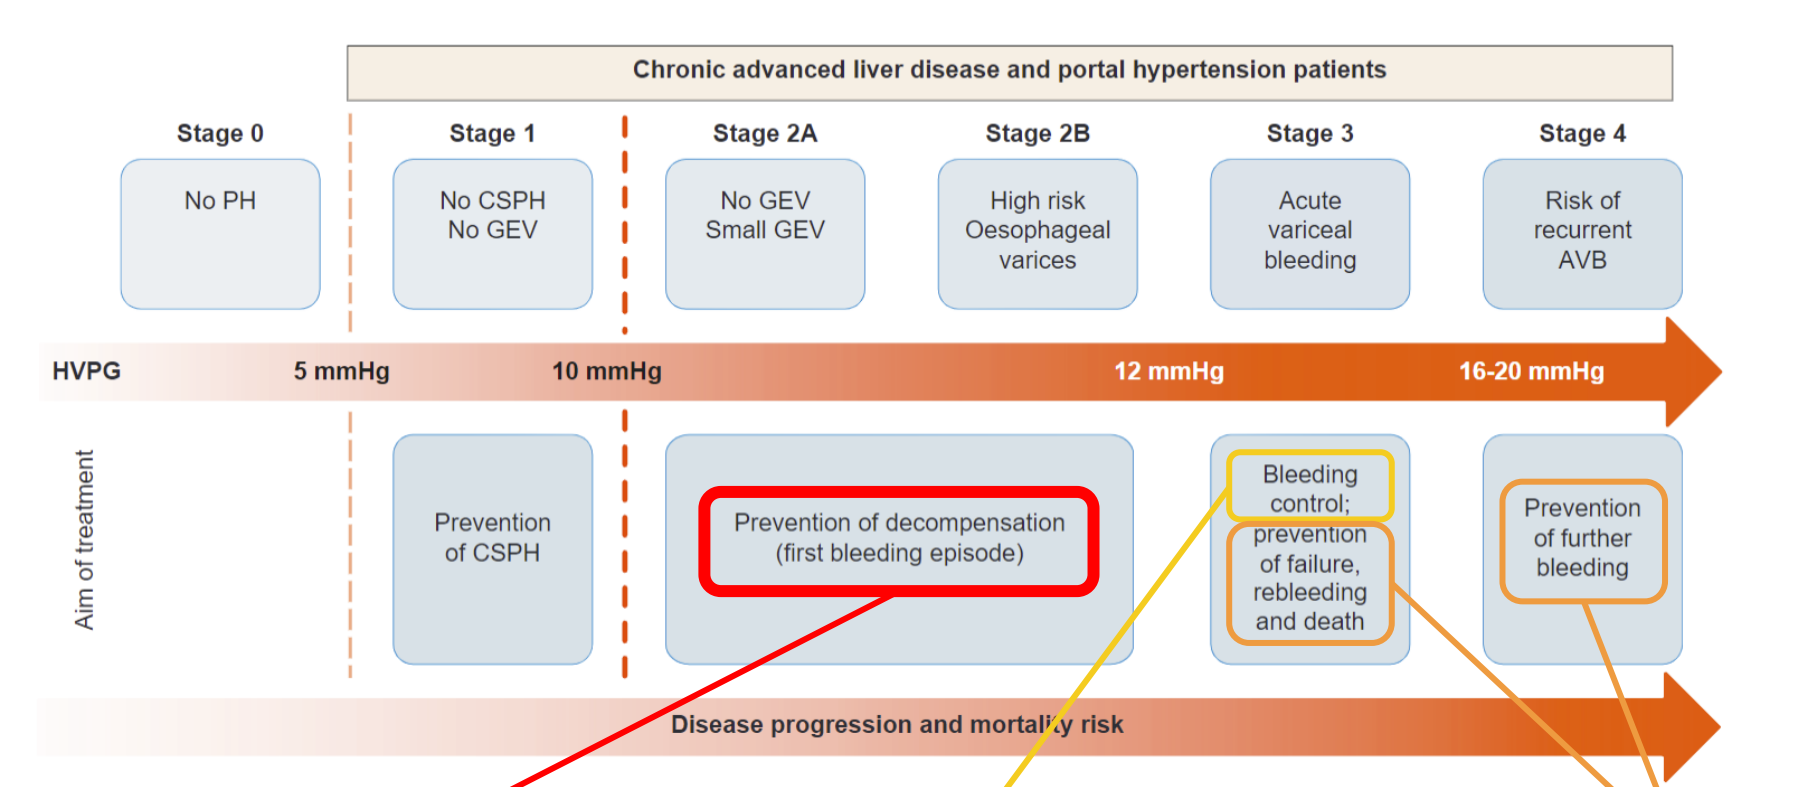 Chronic advanced liver disease and portal hypertension patients
Stage 0
Stage 1
Stage 2A
Stage 2B
Stage 3
Stage 4
No PH
No CSPH
No GEV
No GEV
Small GEV
High risk
Oesophageal
varices
Acute
variceal
bleeding
Risk of
recurrent
AVB
HVPG
5 mmHg
10 mmHg
12 mmHg
16-20 mmHg
Aim of treatment
Prevention
of CSPH
Prevention of decompensation
(first bleeding episode)
Bleeding
control;
prevention
of failure,
rebleeding
and death
Prevention
of further
bleeding
Disease progression and mortality risk